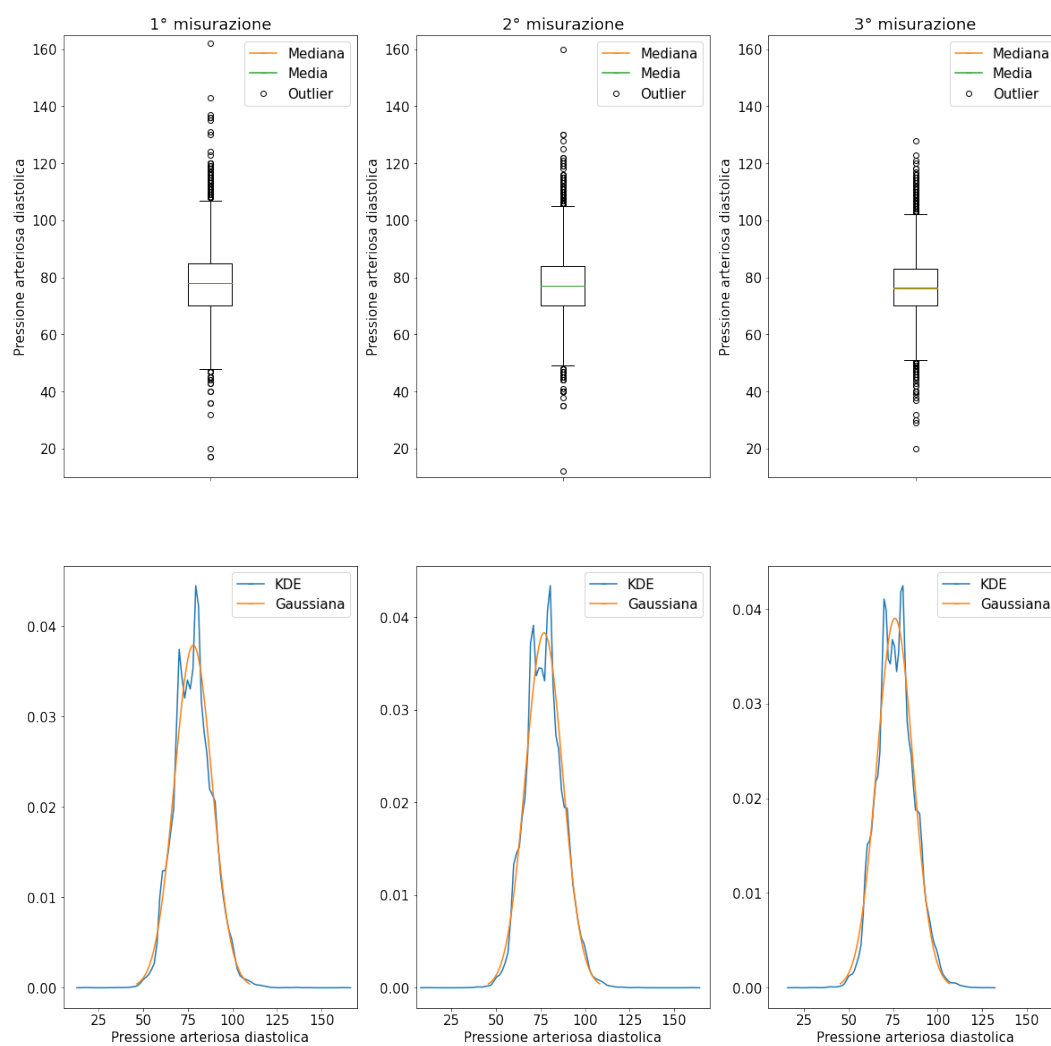 1° misurazione
2° misurazione
3° misurazione
160
140
120
100
80
60
40
20
Pressione arteriosa diastolica
Mediana
Media
Outlier
160
140
120
100
80
60
40
20
Pressione arteriosa diastolica
Mediana
Media
Outlier
160
140
120
100
80
60
40
20
Pressione arteriosa diastolica
Mediana
Media
Outlier
KDE
Gaussiana
0.04
0.03
0.02
0.01
0.00
25 50 75 100 125 150
Pressione arteriosa diastolica
KDE
Gaussiana
0.04
0.03
0.02
0.01
0.00
25 50 75 100 125 150
Pressione arteriosa diastolica
KDE
Gaussiana
0.04
0.03
0.02
0.01
0.00
25 50 75 100 125 150
Pressione arteriosa diastolica